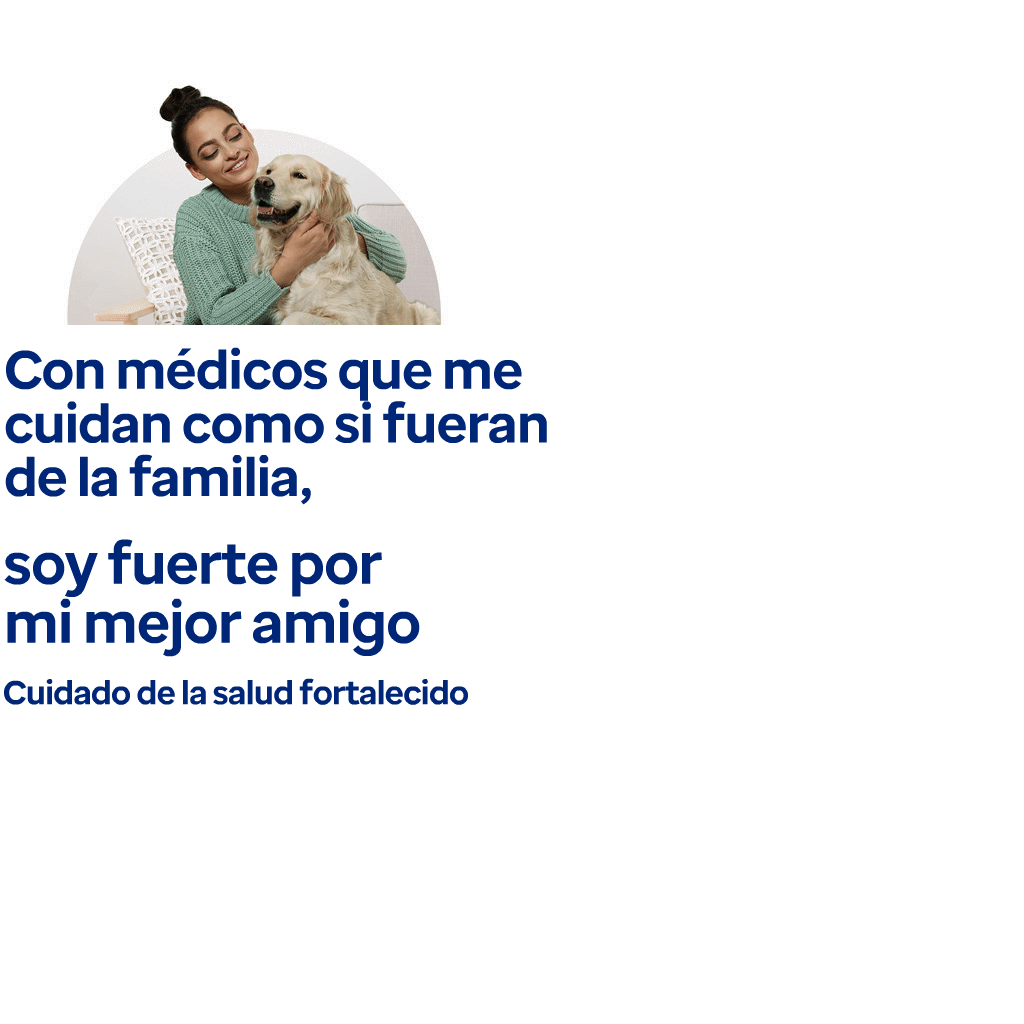 Con médicos que me
cuidan como si fueran
de la familia,
soy fuerte por
mi mejor amigo
Cuidado de la salud fortalecido